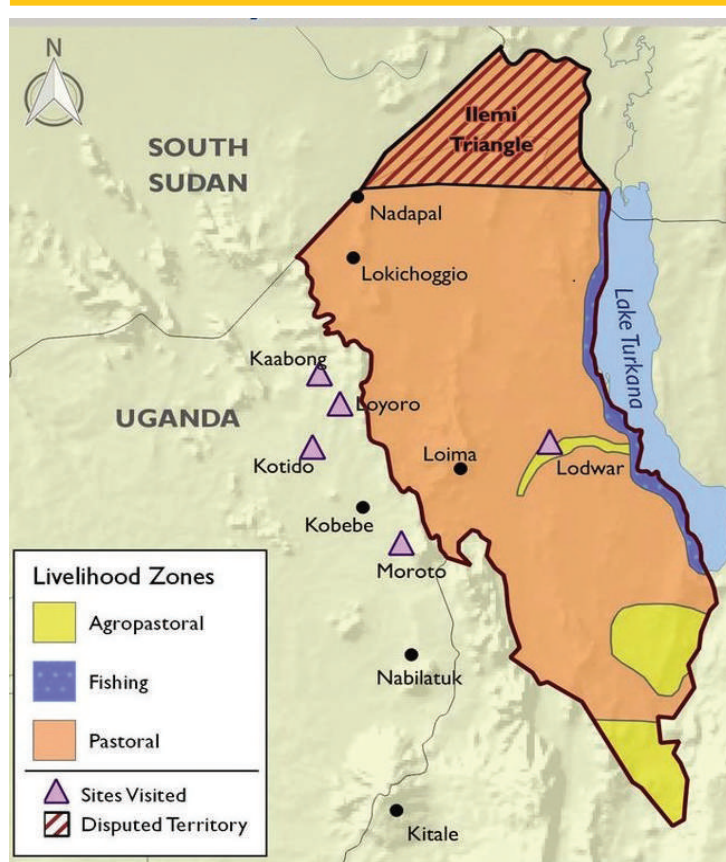 N
Ilemi
Triangle
SOUTH
SUDAN
Nadapal
Lokichoggio
Lake Turkana
Kaabong
Loyoro
UGANDA
Kotido
Loima
Lodwar
Kobebe
Moroto
Nabilatuk
Kitale
Livelihood Zones
Agropastoral
Fishing
Pastoral
Sites Visited
Disputed Territory